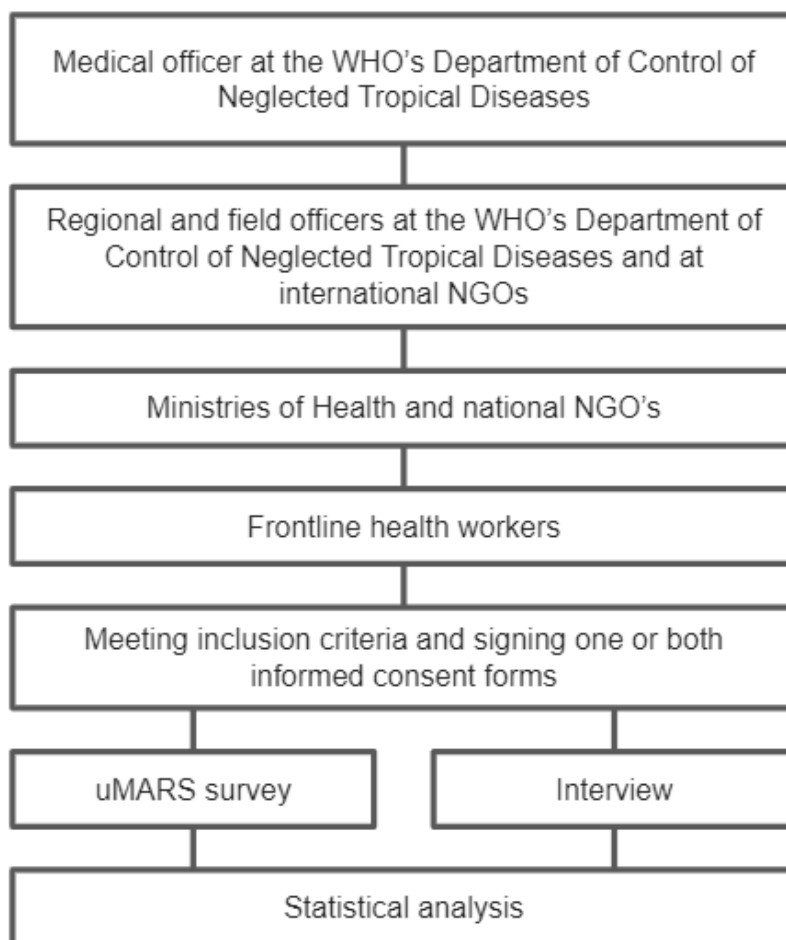 Medical officer at the WHO's Department of Control of
Neglected Tropical Diseases
Regional and field officers at the WHO's Department of
Control of Neglected Tropical Diseases and at
international NGOs
Ministries of Health and national NGO's
Frontline health workers
Meeting inclusion criteria and signing one or both
informed consent forms
uMARS survey
Interview
Statistical analysis